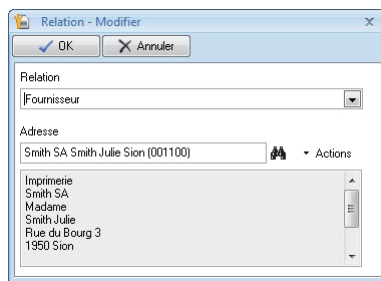 Relation - Modifier
OK Annuler
Relation
Fournisseur
Adresse
Smith SA Smith Julie Sion (001100) Actions
Imprimerie
Smith SA
Madame
Smith Julie
Rue du Bourg 3
1950 Sion